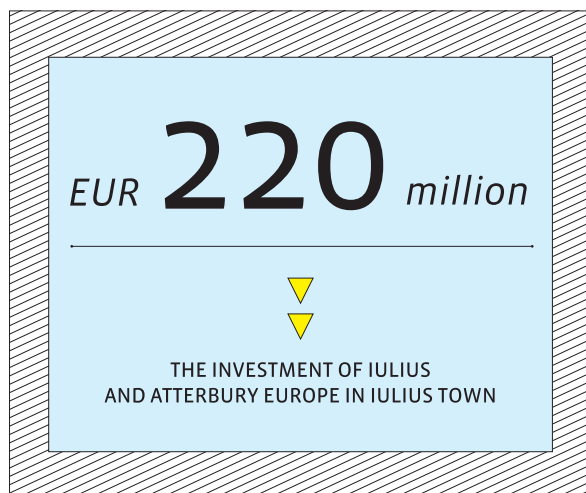 EUR 220 million
THE INVESTMENT OF IULIUS
AND ATTERBURY EUROPE IN IULIUS TOWN